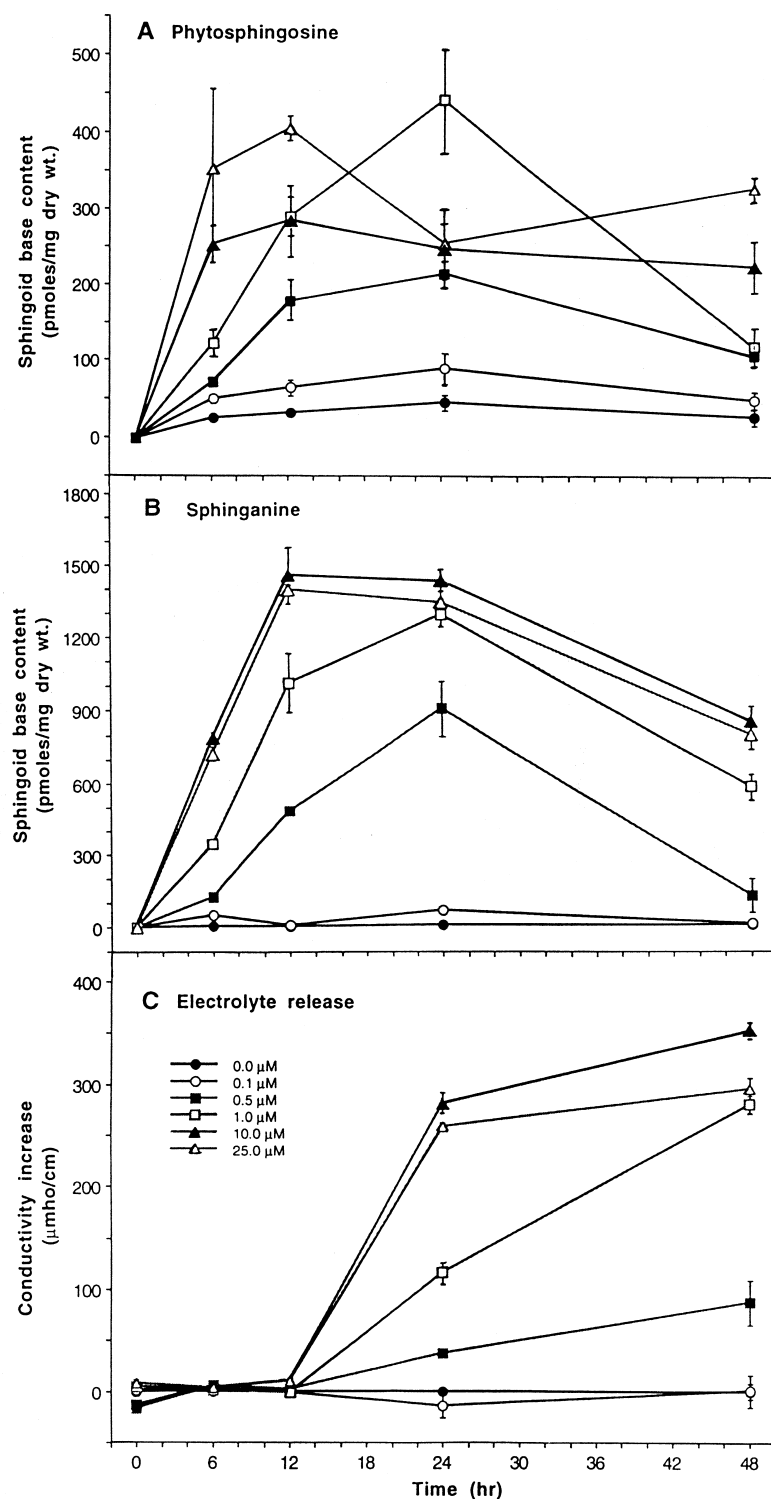 A Phytosphingosine
Sphingoid base content
(pmoles/mg dry wt.)
500
400
300
200
100
0
B Sphinganine
Sphingoid base content
(pmoles/mg dry wt.)
1800
1500
1200
900
600
300
0
C Electrolyte release
Conductivity increase
(μmho/cm)
400
300
200
100
0
0.0 μM
0.1 μM
0.5 μM
1.0 μM
10.0 μM
25.0 μM
0 6 12 18 24 30 36 42 48
Time (hr)